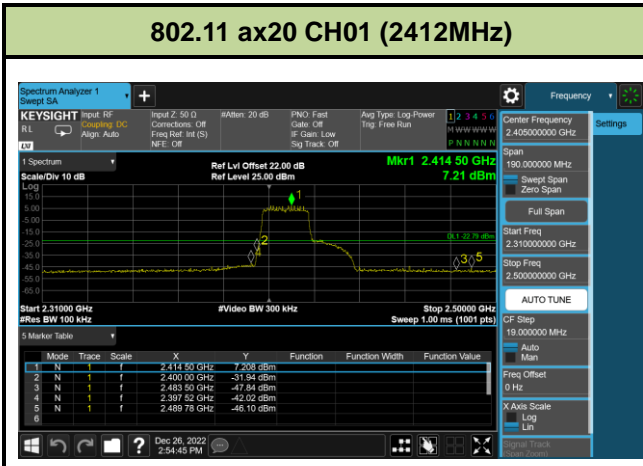 802.11 ax20 CH01 (2412MHz)
Spectrum Analyzer 1
Swept SA
+
Frequency
KEYSIGHT
RL
LW
Input: RF
Coupling: DC
Align: Auto
Input Z: 50 Ω
Corrections: Off
Freq Ref: Int (S)
NFE: Off
#Atten: 20 dB
PNO: Fast
Gate: Off
IF Gain: Low
Sig Track: Off
Avg Type: Log-Power
Trig: Free Run
1 2 3 4 5 6
M W W W W W
P N N N N N
Center Frequency
2.405000000 GHz
Settings
1 Spectrum
Scale/Div 10 dB
Ref Lvl Offset 22.00 dB
Ref Level 25.00 dBm
Mkr1 2.414 50 GHz
7.21 dBm
Span
190.000000 MHz
Swept Span
Zero Span
Full Span
Log
15.0
5.00
-5.00
-15.0
-25.0
-35.0
-45.0
-55.0
-65.0
1
2
4
3
5
DL1 -22.79 dBm
Start Freq
2.310000000 GHz
Stop Freq
2.500000000 GHz
AUTO TUNE
Start 2.31000 GHz
#Res BW 100 kHz
#Video BW 300 kHz
Stop 2.50000 GHz
Sweep 1.00 ms (1001 pts)
CF Step
19.000000 MHz
Auto
Man
5 Marker Table
Mode Trace Scale X Y Function Function Width Function Value
1 N 1 f 2.414 50 GHz 7.208 dBm
2 N 1 f 2.400 00 GHz -31.94 dBm
3 N 1 f 2.483 50 GHz -47.84 dBm
4 N 1 f 2.397 52 GHz -42.02 dBm
5 N 1 f 2.489 78 GHz -46.10 dBm
6
Freq Offset
0 Hz
X Axis Scale
Log
Lin
Signal Track
(Span Zoom)
?
Dec 26, 2022
2:54:45 PM